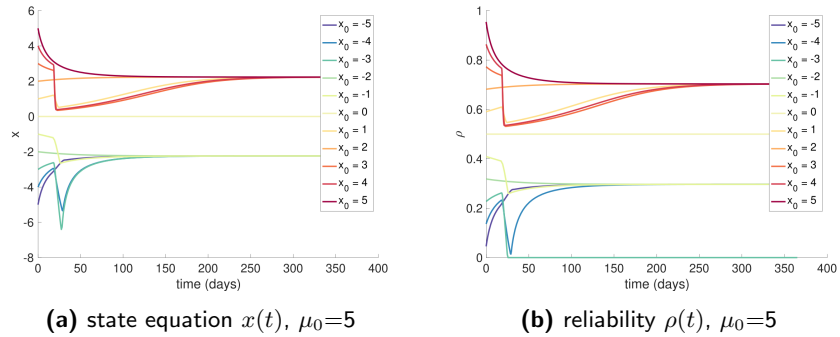 6
4
2
0
-2
-4
-6
-8
x
0 50 100 150 200 250 300 350 400
time (days)
x0 = -5
x0 = -4
x0 = -3
x0 = -2
x0 = -1
x0 = 0
x0 = 1
x0 = 2
x0 = 3
x0 = 4
x0 = 5
(a) state equation x(t), μ0=5
1
0.8
0.6
0.4
0.2
0
ρ
0 50 100 150 200 250 300 350 400
time (days)
x0 = -5
x0 = -4
x0 = -3
x0 = -2
x0 = -1
x0 = 0
x0 = 1
x0 = 2
x0 = 3
x0 = 4
x0 = 5
(b) reliability ρ(t), μ0=5